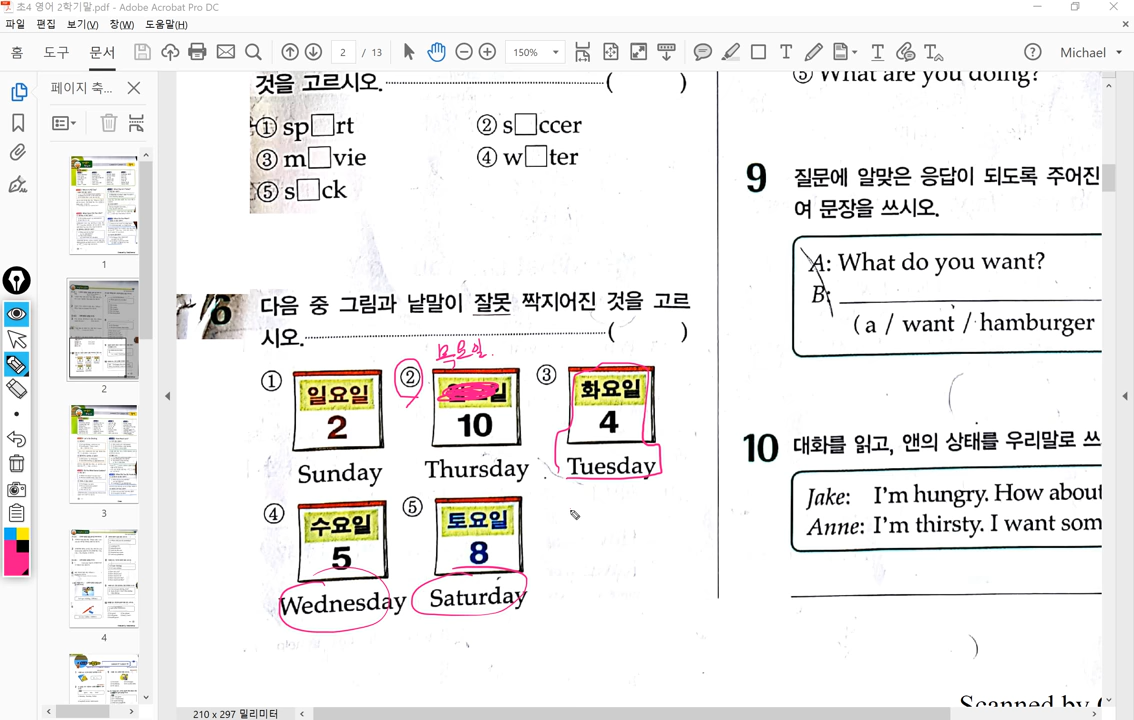 초4 영어 2학기말.pdf - Adobe Acrobat Pro DC
파일 편집 보기(V) 창(W) 도움말(H)
홈 도구 문서 2 / 13 150% Michael
페이지 축...
1
2
3
4
것을 고르시오. ( )
① sp□rt ② s□ccer
③ m□vie ④ w□ter
⑤ s□ck
6 다음 중 그림과 낱말이 잘못 짝지어진 것을 고르
시오. ( )
목요일.
① 일요일 2 Sunday
② 일 10 Thursday
③ 화요일 4 Tuesday
④ 수요일 5 Wednesday
⑤ 토요일 8 Saturday
⑤ What are you doing?
9 질문에 알맞은 응답이 되도록 주어진
여 문장을 쓰시오.
A: What do you want?
B:
(a / want / hamburger
10 대화를 읽고, 앤의 상태를 우리말로 쓰
Jake: I'm hungry. How about
Anne: I'm thirsty. I want som
)
Scanned by
210 x 297 밀리미터